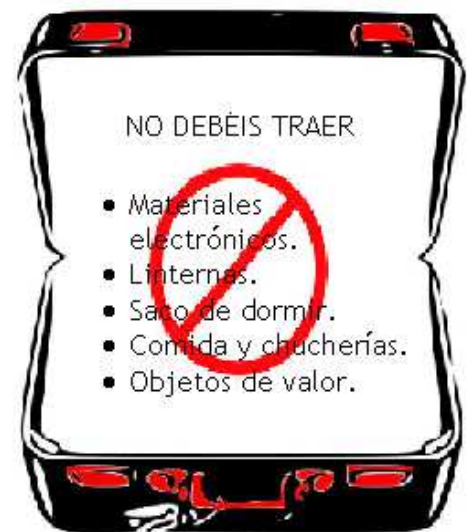 NO DEBÉIS TRAER
• Materiales
electrónicos.
• Linternas.
• Saco de dormir.
• Comida y chucherías.
• Objetos de valor.